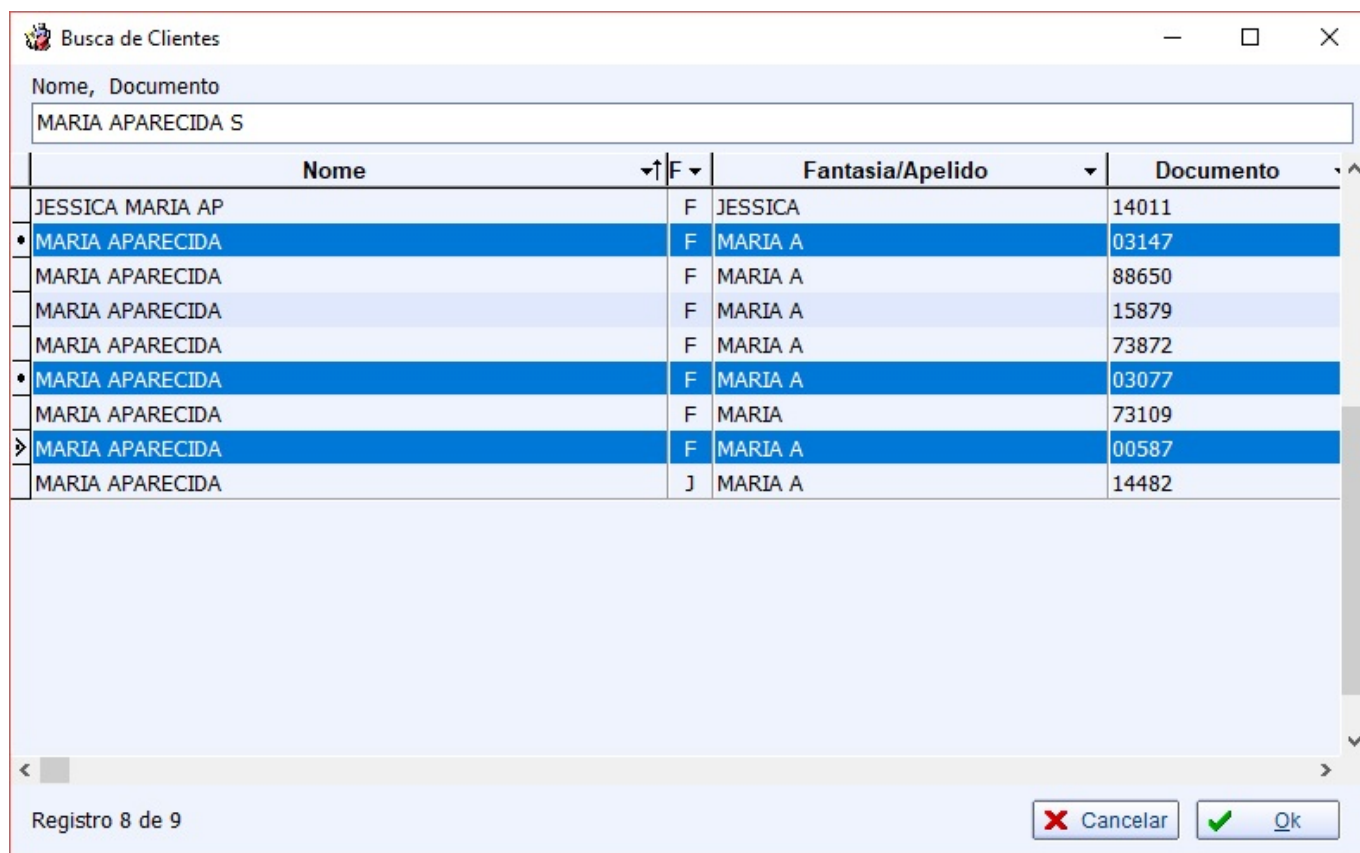 Busca de Clientes
Nome, Documento
MARIA APARECIDA S
Nome F Fantasia/Apelido Documento
JESSICA MARIA AP F JESSICA 14011
MARIA APARECIDA F MARIA A 03147
MARIA APARECIDA F MARIA A 88650
MARIA APARECIDA F MARIA A 15879
MARIA APARECIDA F MARIA A 73872
MARIA APARECIDA F MARIA A 03077
MARIA APARECIDA F MARIA 73109
MARIA APARECIDA F MARIA A 00587
MARIA APARECIDA J MARIA A 14482
Registro 8 de 9 Cancelar Ok